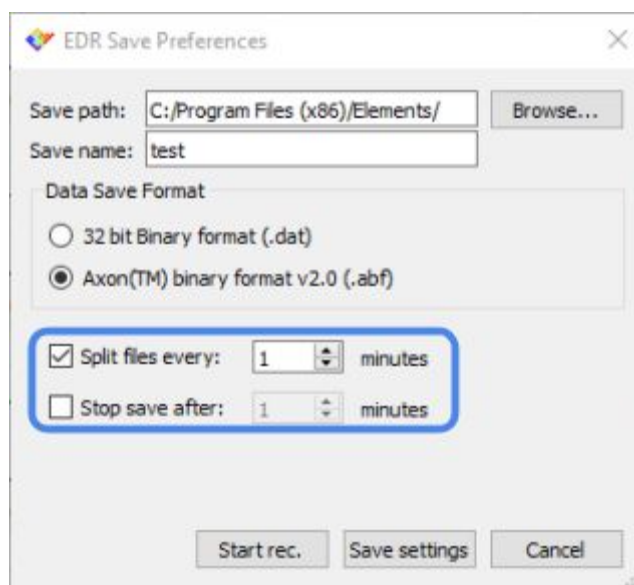 EDR Save Preferences
Save path: C:/Program Files (x86)/Elements/ Browse...
Save name: test
Data Save Format
32 bit Binary format (.dat)
Axon(TM) binary format v2.0 (.abf)
Split files every: 1 minutes
Stop save after: 1 minutes
Start rec. Save settings Cancel